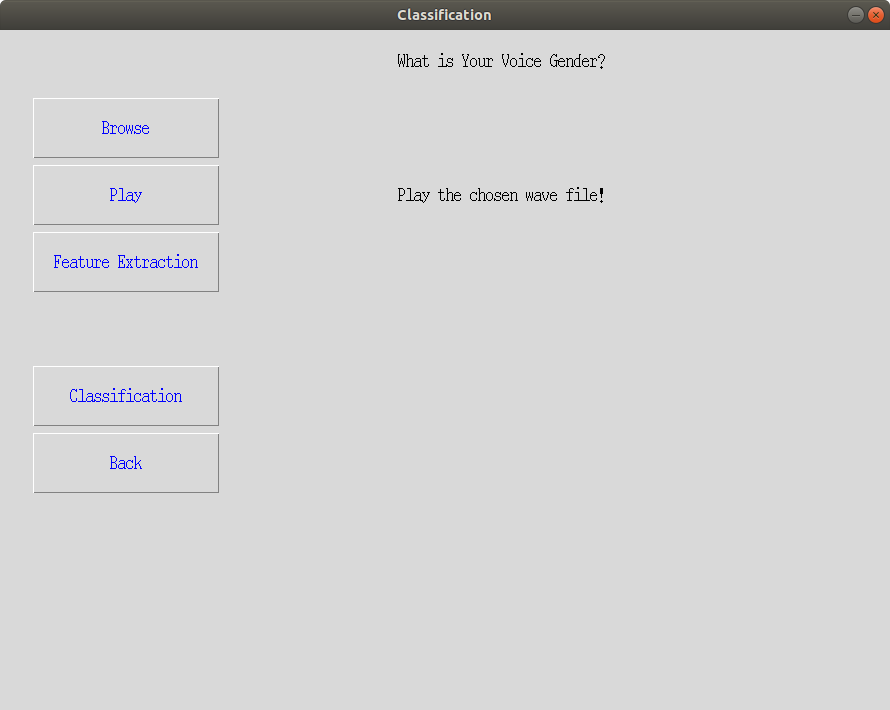 Classification
What is Your Voice Gender?
Browse
Play
Play the chosen wave file!
Feature Extraction
Classification
Back